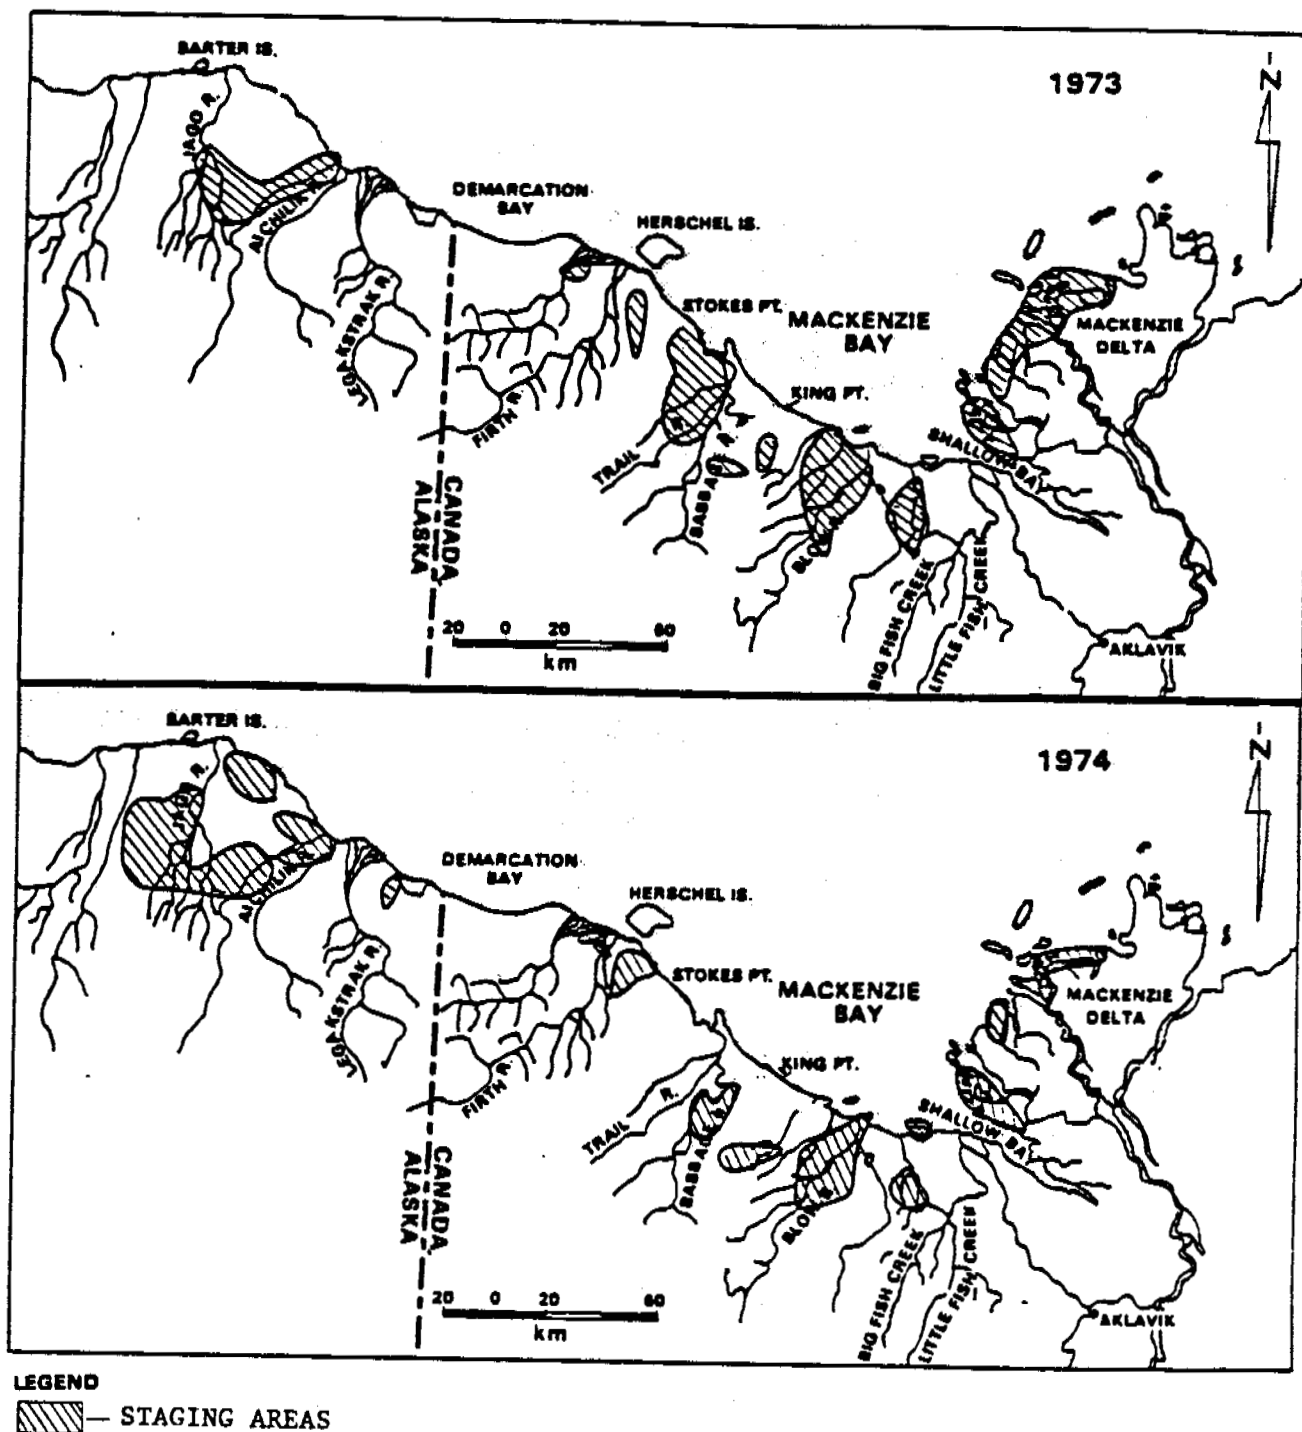 BARTER IS.
1973
N
JAGO R.
DEMARCATION
BAY
HERSCHEL IS.
AICHILIK R.
STOKES PT.
MACKENZIE
BAY
MACKENZIE
DELTA
KING PT.
FIRTH R.
TRAIL R.
SHALLOW BAY
CANADA
ALASKA
BIG FISH CREEK
LITTLE FISH CREEK
20 0 20 60
km
AKLAVIK
BARTER IS.
1974
N
DEMARCATION
BAY
HERSCHEL IS.
AICHILIK R.
STOKES PT.
MACKENZIE
BAY
MACKENZIE
DELTA
KING PT.
FIRTH R.
TRAIL R.
SHALLOW BAY
CANADA
ALASKA
BLOW R.
BIG FISH CREEK
LITTLE FISH CREEK
20 0 20 60
km
AKLAVIK
LEGEND
— STAGING AREAS